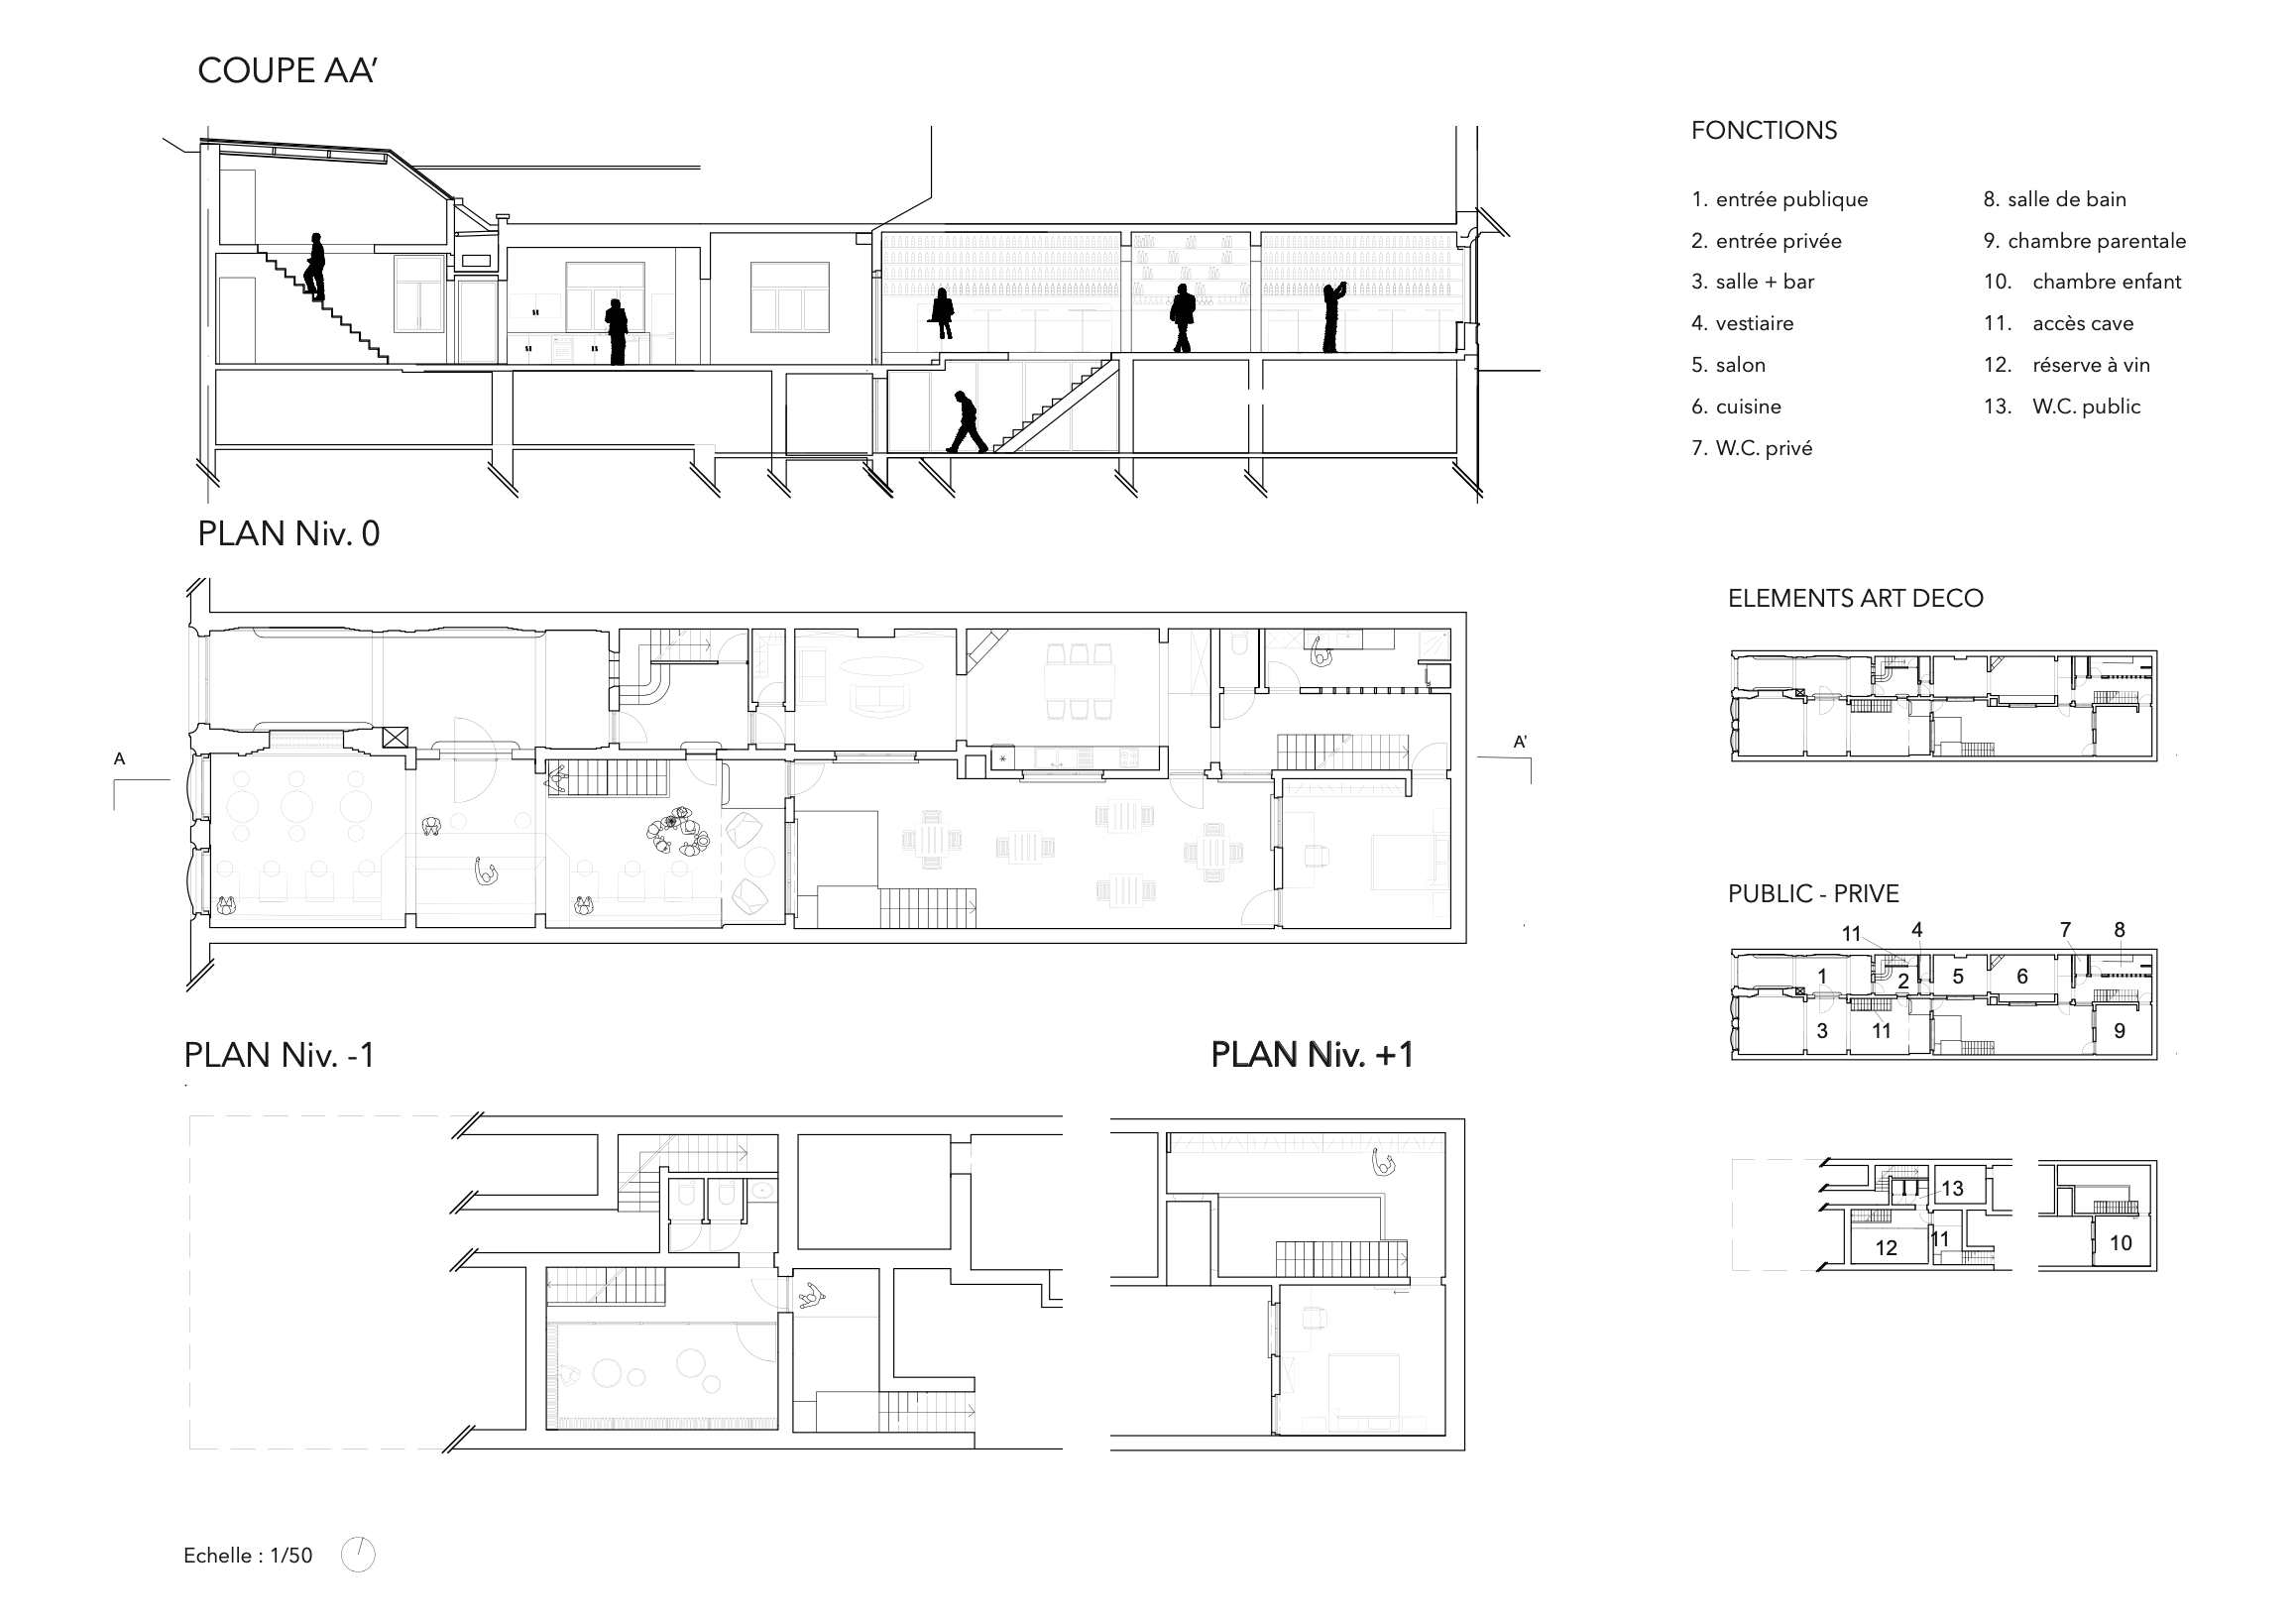 COUPE AA’
FONCTIONS
1. entrée publique
2. entrée privée
3. salle + bar
4. vestiaire
5. salon
6. cuisine
7. W.C. privé
8. salle de bain
9. chambre parentale
10. chambre enfant
11. accès cave
12. réserve à vin
13. W.C. public
PLAN Niv. 0
A
A'
ELEMENTS ART DECO
PUBLIC - PRIVE
11
4
7
8
1
2
5
6
3
11
9
PLAN Niv. -1
PLAN Niv. +1
13
12
11
10
Echelle : 1/50